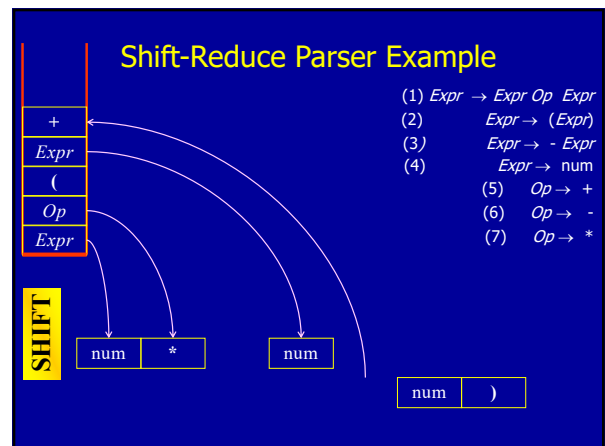 Shift-Reduce Parser Example
(1) Expr → Expr Op Expr
(2) Expr → (Expr)
(3) Expr → - Expr
(4) Expr → num
(5) Op → +
(6) Op → -
(7) Op → *
+
Expr
(
Op
Expr
SHIFT
num *
num
num )